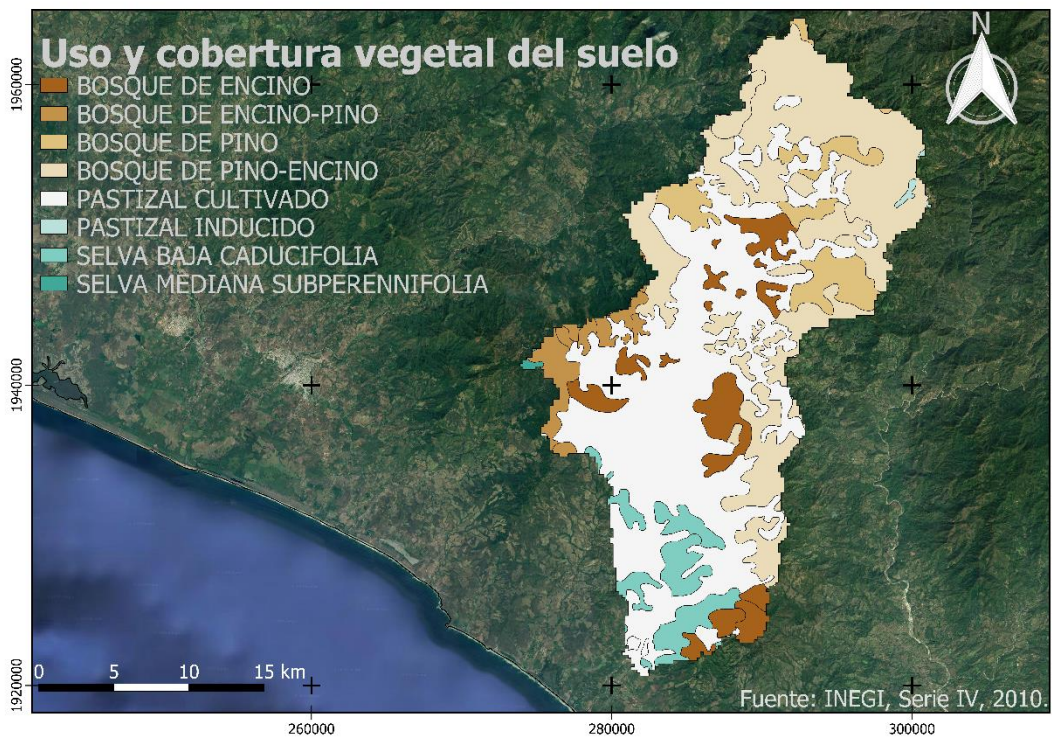 Uso y cobertura vegetal del suelo
BOSQUE DE ENCINO
BOSQUE DE ENCINO-PINO
BOSQUE DE PINO
BOSQUE DE PINO-ENCINO
PASTIZAL CULTIVADO
PASTIZAL INDUCIDO
SELVA BAJA CADUCIFOLIA
SELVA MEDIANA SUBPERENNIFOLIA
N
1960000
1940000
1920000
0 5 10 15 km
Fuente: INEGI, Serie IV, 2010.
260000 280000 300000